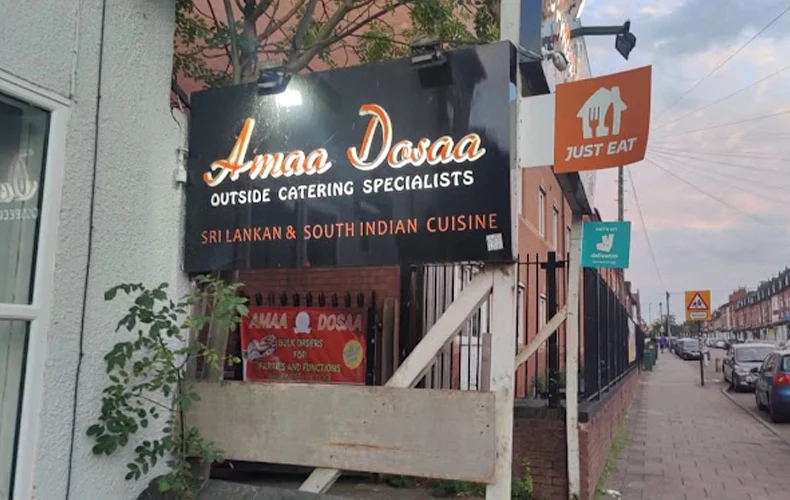 Amaa Dosaa
OUTSIDE CATERING SPECIALISTS
SRI LANKAN & SOUTH INDIAN CUISINE
JUST EAT
deliveroo
AMAA DOSAA
BULK ORDERS
FOR
PARTIES AND FUNCTIONS